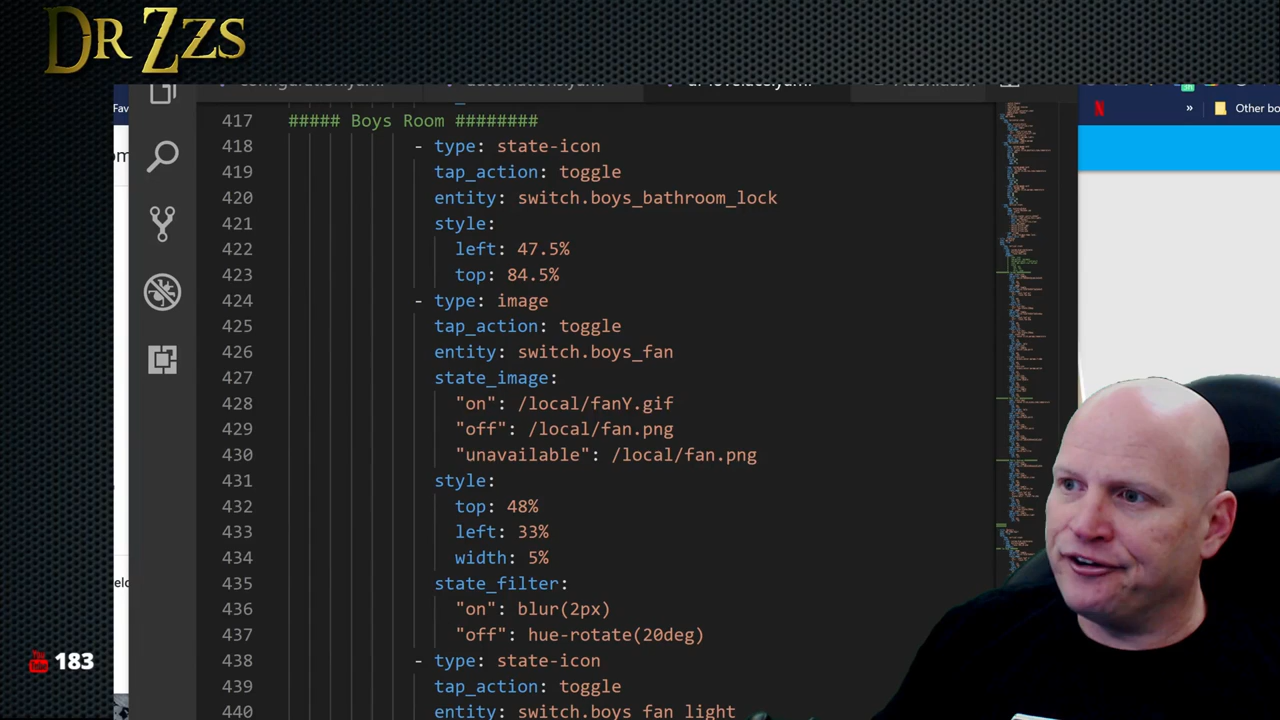 DR ZZS
Fav
Other bo
om
417 ##### Boys Room ########
418 - type: state-icon
419 tap_action: toggle
420 entity: switch.boys_bathroom_lock
421 style:
422 left: 47.5%
423 top: 84.5%
424 - type: image
425 tap_action: toggle
426 entity: switch.boys_fan
427 state_image:
428 "on": /local/fanY.gif
429 "off": /local/fan.png
430 "unavailable": /local/fan.png
431 style:
432 top: 48%
433 left: 33%
434 width: 5%
435 state_filter:
436 "on": blur(2px)
437 "off": hue-rotate(20deg)
438 - type: state-icon
439 tap_action: toggle
440 entity: switch.boys_fan_light
elc
183